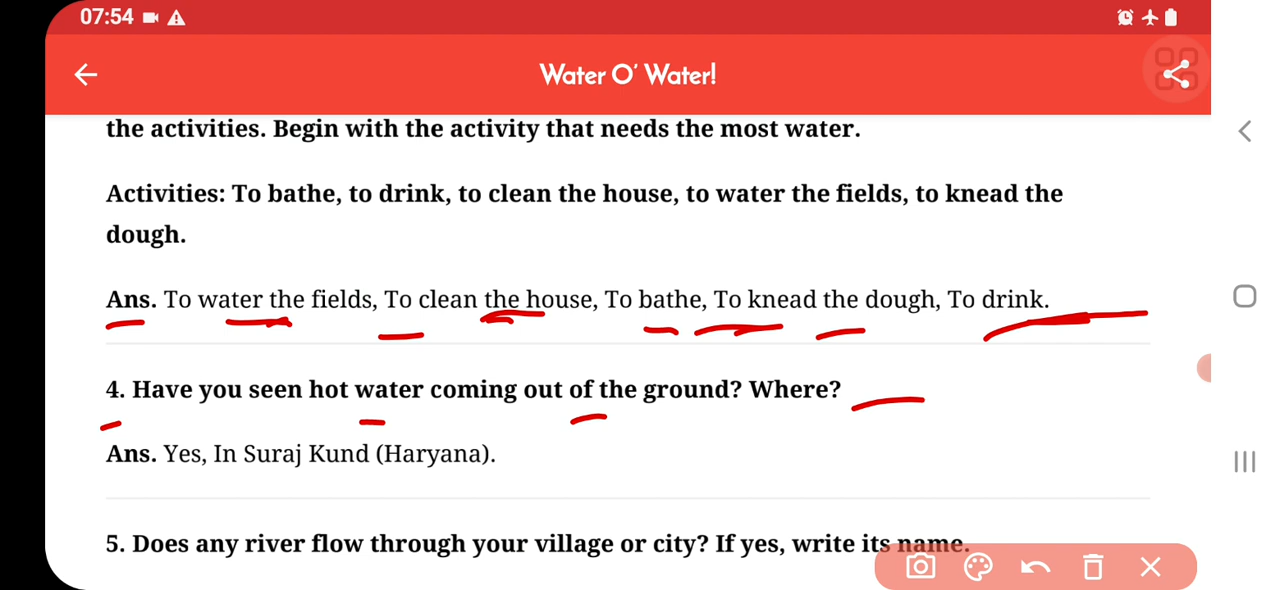 07:54
Water O' Water!
the activities. Begin with the activity that needs the most water.
Activities: To bathe, to drink, to clean the house, to water the fields, to knead the
dough.
Ans. To water the fields, To clean the house, To bathe, To knead the dough, To drink.
4. Have you seen hot water coming out of the ground? Where?
Ans. Yes, In Suraj Kund (Haryana).
5. Does any river flow through your village or city? If yes, write its name.